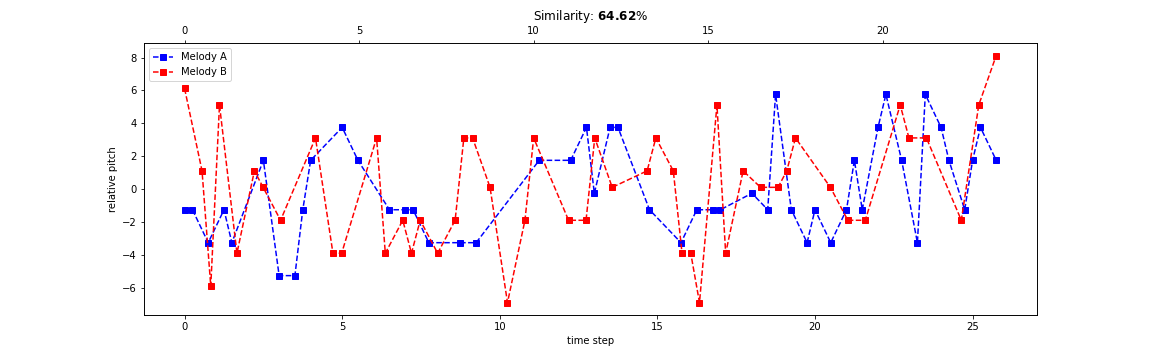 Similarity: 64.62%
0 5 10 15 20
Melody A
Melody B
8
6
4
2
0
−2
−4
−6
relative pitch
0 5 10 15 20 25
time step